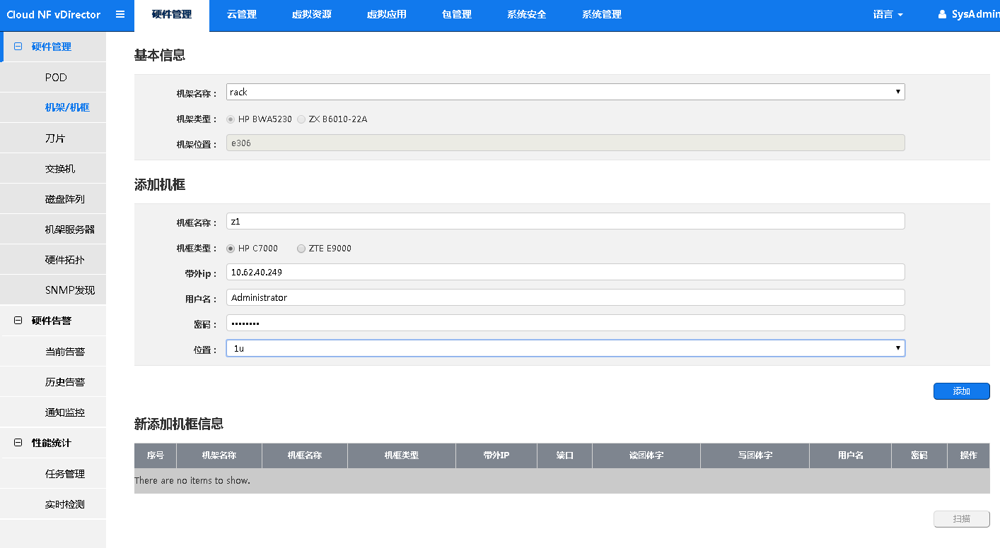 Cloud NF vDirector 硬件管理 云管理 虚拟资源 虚拟应用 包管理 系统安全 系统管理 语言 SysAdmin
硬件管理
POD
机架/机框
刀片
交换机
磁盘阵列
机架服务器
硬件拓扑
SNMP发现
硬件告警
当前告警
历史告警
通知监控
性能统计
任务管理
实时检测
基本信息
机架名称： rack
机架类型： HP BWA5230 ZX B6010-22A
机架位置： e306
添加机框
机框名称： z1
机框类型： HP C7000 ZTE E9000
带外ip： 10.62.40.249
用户名： Administrator
密码： ••••••••
位置： 1u
添加
新添加机框信息
序号 机架名称 机框名称 机框类型 带外IP 端口 读团体字 写团体字 用户名 密码 操作
There are no items to show.
扫描